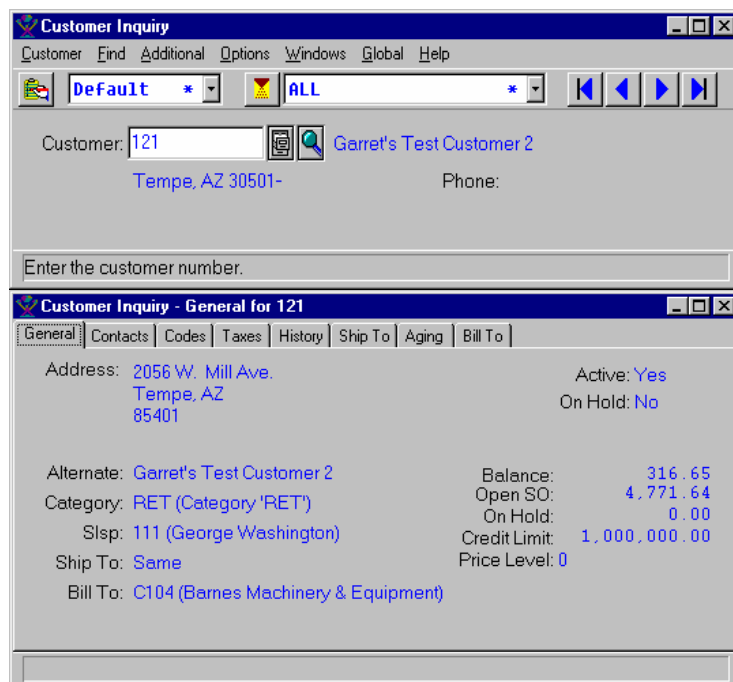 Customer Inquiry
Customer Find Additional Options Windows Global Help
Default * ALL *
Customer: 121 Garret's Test Customer 2
Tempe, AZ 30501- Phone:
Enter the customer number.
Customer Inquiry - General for 121
General Contacts Codes Taxes History Ship To Aging Bill To
Address: 2056 W. Mill Ave. Active: Yes
Tempe, AZ On Hold: No
85401
Alternate: Garret's Test Customer 2 Balance: 316.65
Open SO: 4,771.64
Category: RET (Category 'RET') On Hold: 0.00
Slsp: 111 (George Washington) Credit Limit: 1,000,000.00
Ship To: Same Price Level: 0
Bill To: C104 (Barnes Machinery & Equipment)